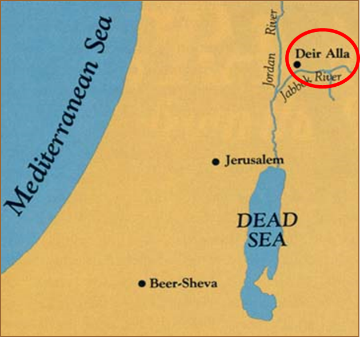 Mediterranean Sea
Jordan River
Deir Alla
Jabbok River
Jerusalem
DEAD
SEA
Beer-Sheva